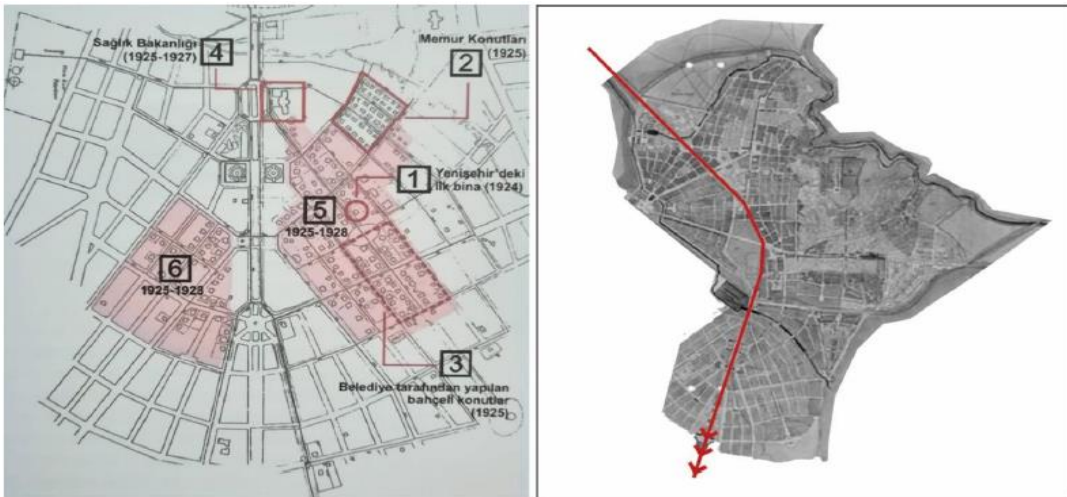 Sağlık Bakanlığı
(1925-1927)
4
Memur Konutları
(1925)
2
1
Yenişehir'deki
ilk bina (1924)
5
1925-1928
6
1925-1928
3
Belediye tarafından yapılan
bahçeli konutlar
(1925)